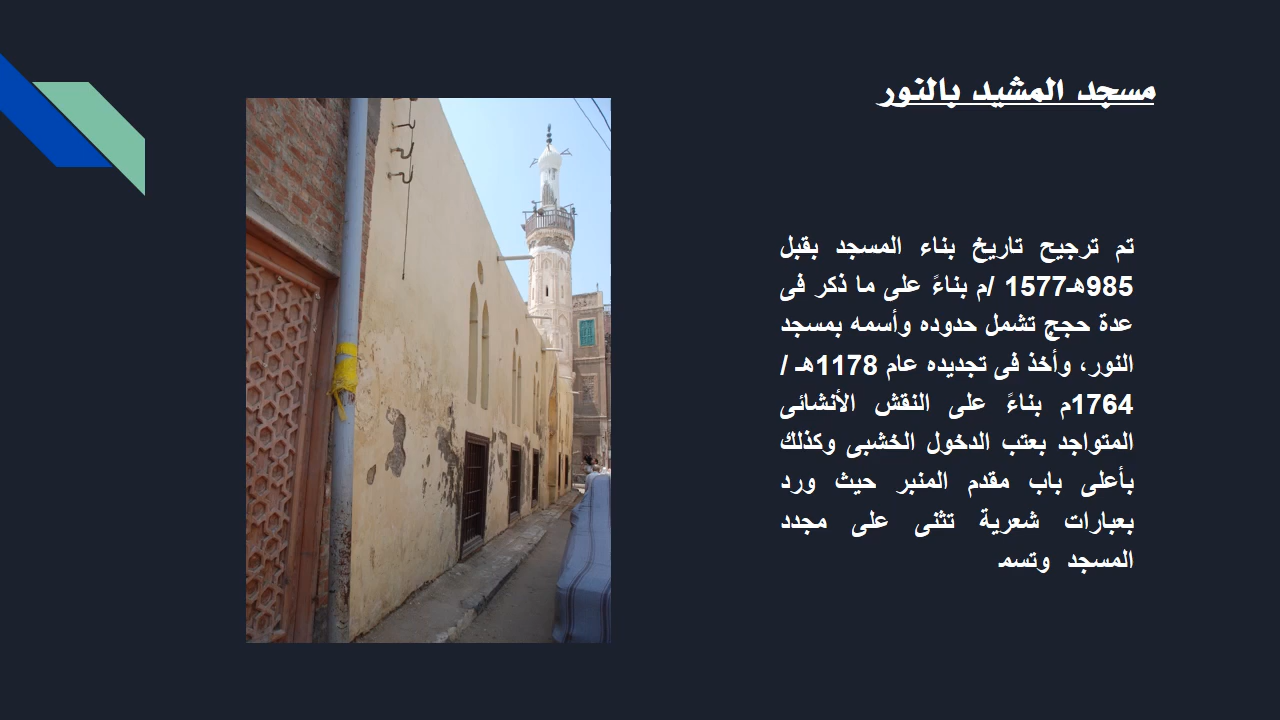 مسجد المشيد بالنور
تم ترجيح تاريخ بناء المسجد بقبل
985هـ1577 /م بناءً على ما ذكر فى
عدة حجج تشمل حدوده وأسمه بمسجد
النور، وأخذ فى تجديده عام 1178هـ /
1764م بناءً على النقش الأنشائى
المتواجد بعتب الدخول الخشبى وكذلك
بأعلى باب مقدم المنبر حيث ورد
بعبارات شعرية تثنى على مجدد
المسجد وتسمـ